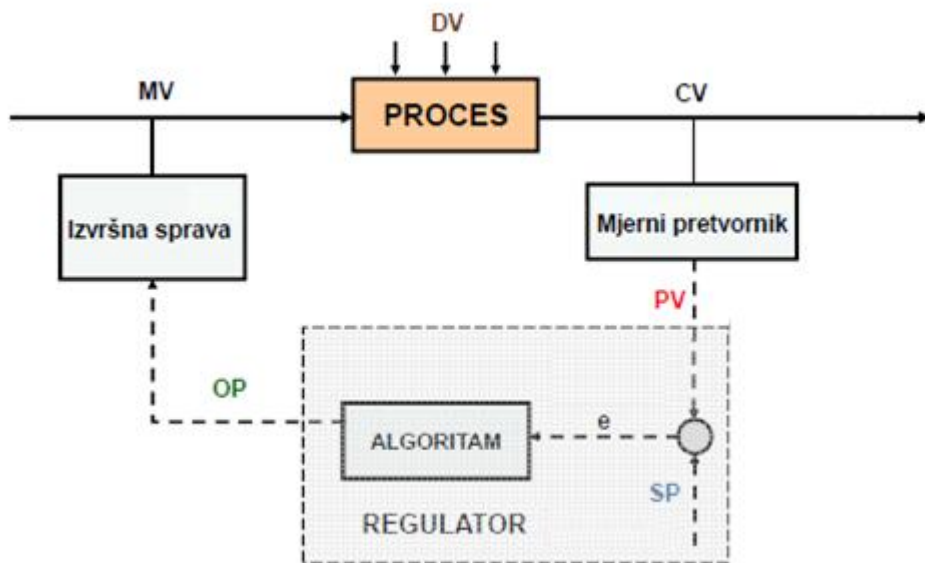 DV
MV
PROCES
CV
Izvršna sprava
Mjerni pretvornik
PV
OP
ALGORITAM
e
SP
REGULATOR